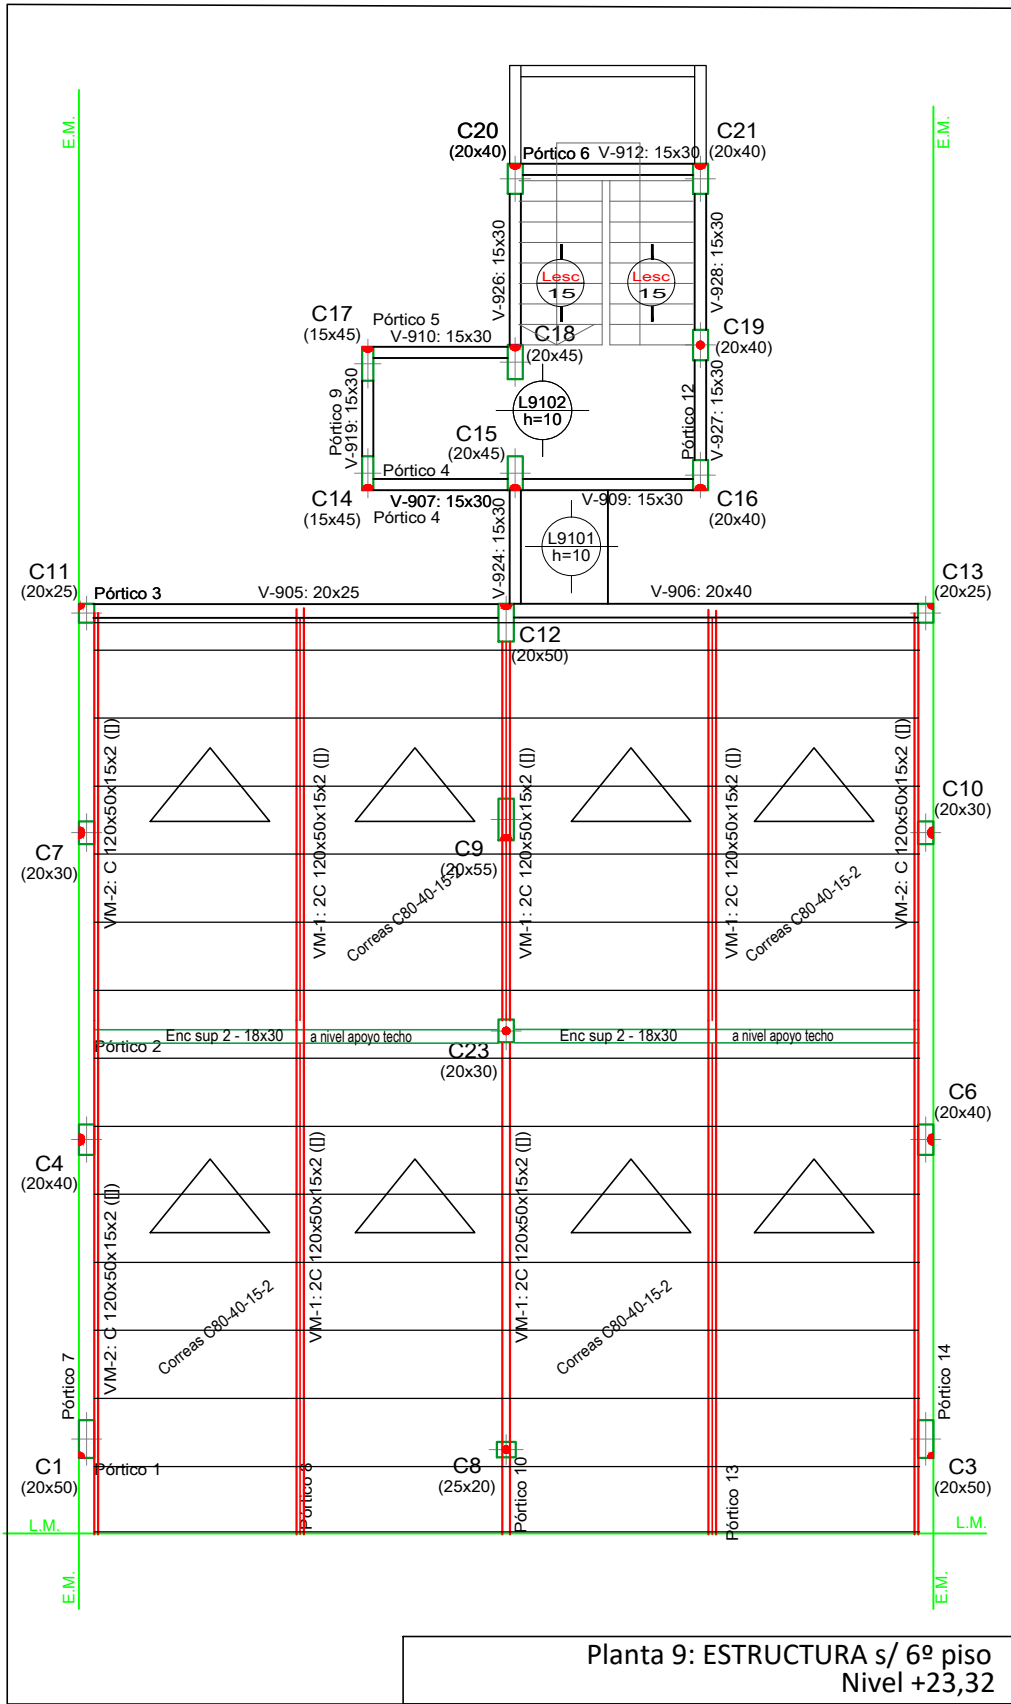 E.M.
E.M.
C20
(20x40)
Pórtico 6
V-912: 15x30
C21
(20x40)
V-926: 15x30
V-928: 15x30
Lesc
15
Lesc
15
C17
(15x45)
Pórtico 5
V-910: 15x30
C18
(20x45)
C19
(20x40)
Pórtico 9
V-919: 15x30
L9102
h=10
Pórtico 12
V-927: 15x30
C15
(20x45)
Pórtico 4
C14
(15x45)
V-907: 15x30
Pórtico 4
V-909: 15x30
C16
(20x40)
V-924: 15x30
L9101
h=10
C11
(20x25)
Pórtico 3
V-905: 20x25
V-906: 20x40
C13
(20x25)
C12
(20x50)
VM-2: C 120x50x15x2 ([])
VM-1: 2C 120x50x15x2 ([])
VM-1: 2C 120x50x15x2 ([])
VM-1: 2C 120x50x15x2 ([])
VM-2: C 120x50x15x2 ([])
C7
(20x30)
C9
(20x55)
C10
(20x30)
Correas C80-40-15-2
Correas C80-40-15-2
Enc sup 2 - 18x30
a nivel apoyo techo
Enc sup 2 - 18x30
a nivel apoyo techo
Pórtico 2
C23
(20x30)
C4
(20x40)
C6
(20x40)
VM-2: C 120x50x15x2 ([])
VM-1: 2C 120x50x15x2 ([])
VM-1: 2C 120x50x15x2 ([])
Correas C80-40-15-2
Correas C80-40-15-2
Pórtico 7
Pórtico 14
C1
(20x50)
Pórtico 1
Pórtico 8
C8
(25x20)
Pórtico 10
Pórtico 13
C3
(20x50)
L.M.
L.M.
E.M.
E.M.
Planta 9: ESTRUCTURA s/ 6º piso
Nivel +23,32